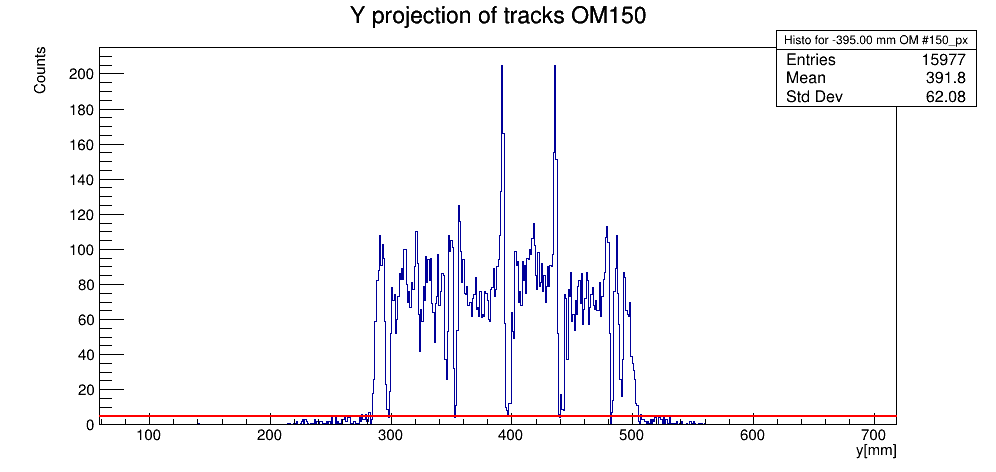 Y projection of tracks OM150
Histo for -395.00 mm OM #150_px
Entries 15977
Mean 391.8
Std Dev 62.08
Counts
200
180
160
140
120
100
80
60
40
20
0
100 200 300 400 500 600 700
y[mm]